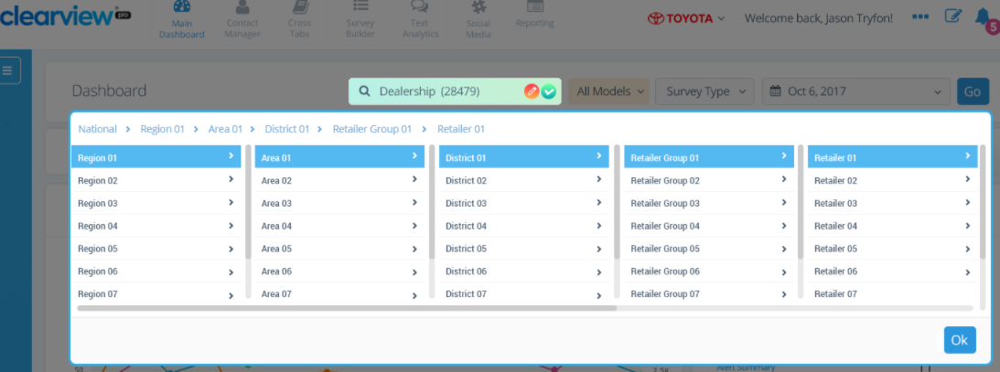 clearview pro
Main Dashboard
Contact Manager
Cross Tabs
Survey Builder
Text Analytics
Social Media
Reporting
TOYOTA
Welcome back, Jason Tryfon!
5
Dashboard
Dealership (28479)
All Models
Survey Type
Oct 6, 2017
Go
National > Region 01 > Area 01 > District 01 > Retailer Group 01 > Retailer 01
Region 01 > Area 01 > District 01 > Retailer Group 01 > Retailer 01 >
Region 02 > Area 02 > District 02 > Retailer Group 02 > Retailer 02 >
Region 03 > Area 03 > District 03 > Retailer Group 03 > Retailer 03 >
Region 04 > Area 04 > District 04 > Retailer Group 04 > Retailer 04 >
Region 05 > Area 05 > District 05 > Retailer Group 05 > Retailer 05 >
Region 06 > Area 06 > District 06 > Retailer Group 06 > Retailer 06 >
Region 07 > Area 07 > District 07 > Retailer Group 07 > Retailer 07
Ok
50
2.5K
Alert Summary